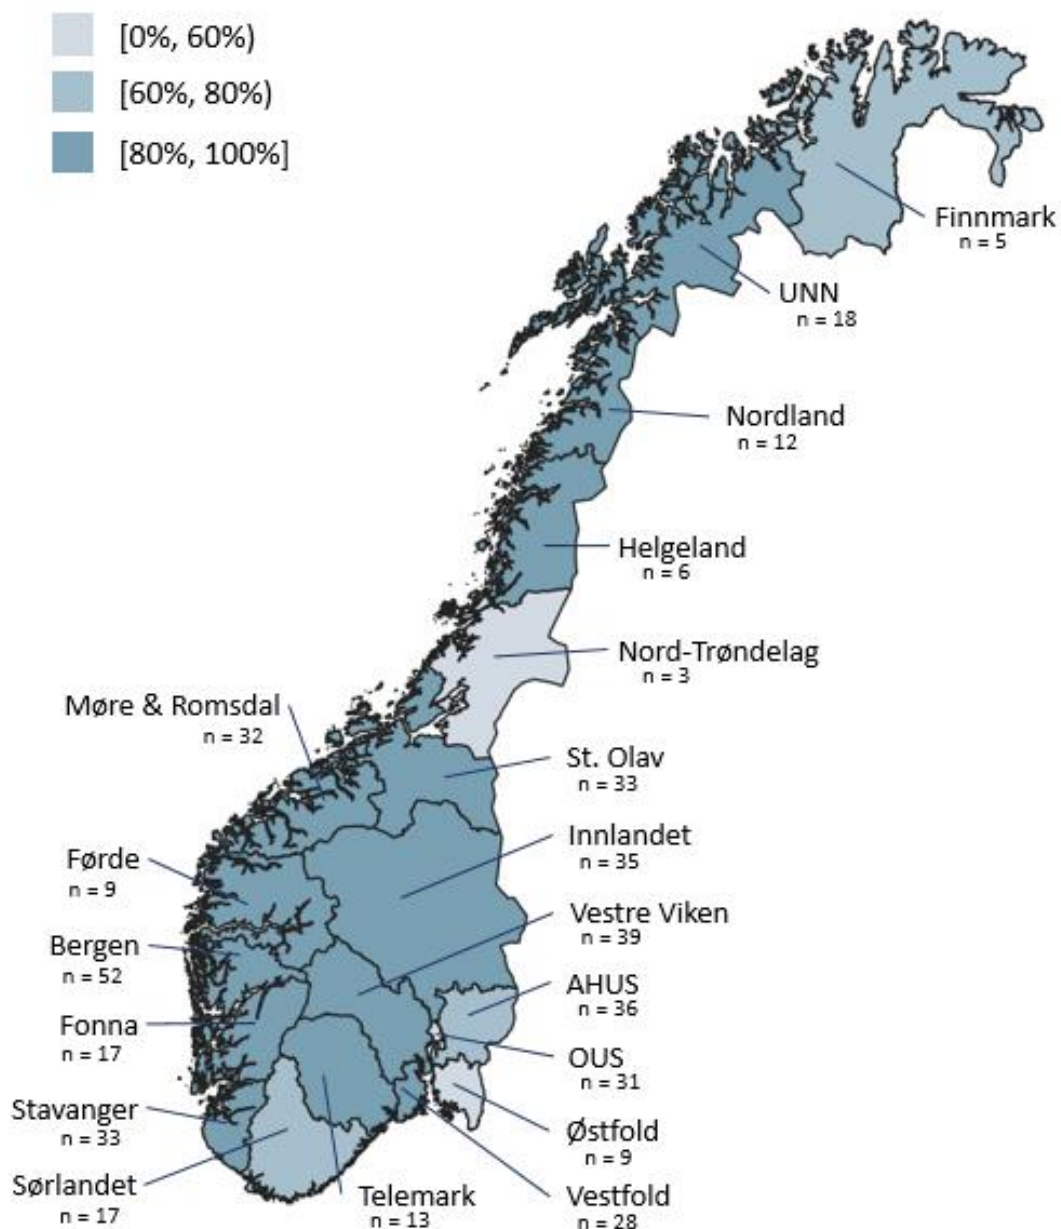 [0%, 60%)
[60%, 80%)
[80%, 100%]
Finnmark
n = 5
UNN
n = 18
Nordland
n = 12
Helgeland
n = 6
Nord-Trøndelag
n = 3
Møre & Romsdal
n = 32
St. Olav
n = 33
Innlandet
n = 35
Førde
n = 9
Vestre Viken
n = 39
Bergen
n = 52
AHUS
n = 36
Fonna
n = 17
OUS
n = 31
Stavanger
n = 33
Østfold
n = 9
Sørlandet
n = 17
Telemark
n = 13
Vestfold
n = 28